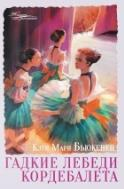 Кэти Мари Бьюкенен
ГАДКИЕ ЛЕБЕДИ
КОРДЕБАЛЕТА